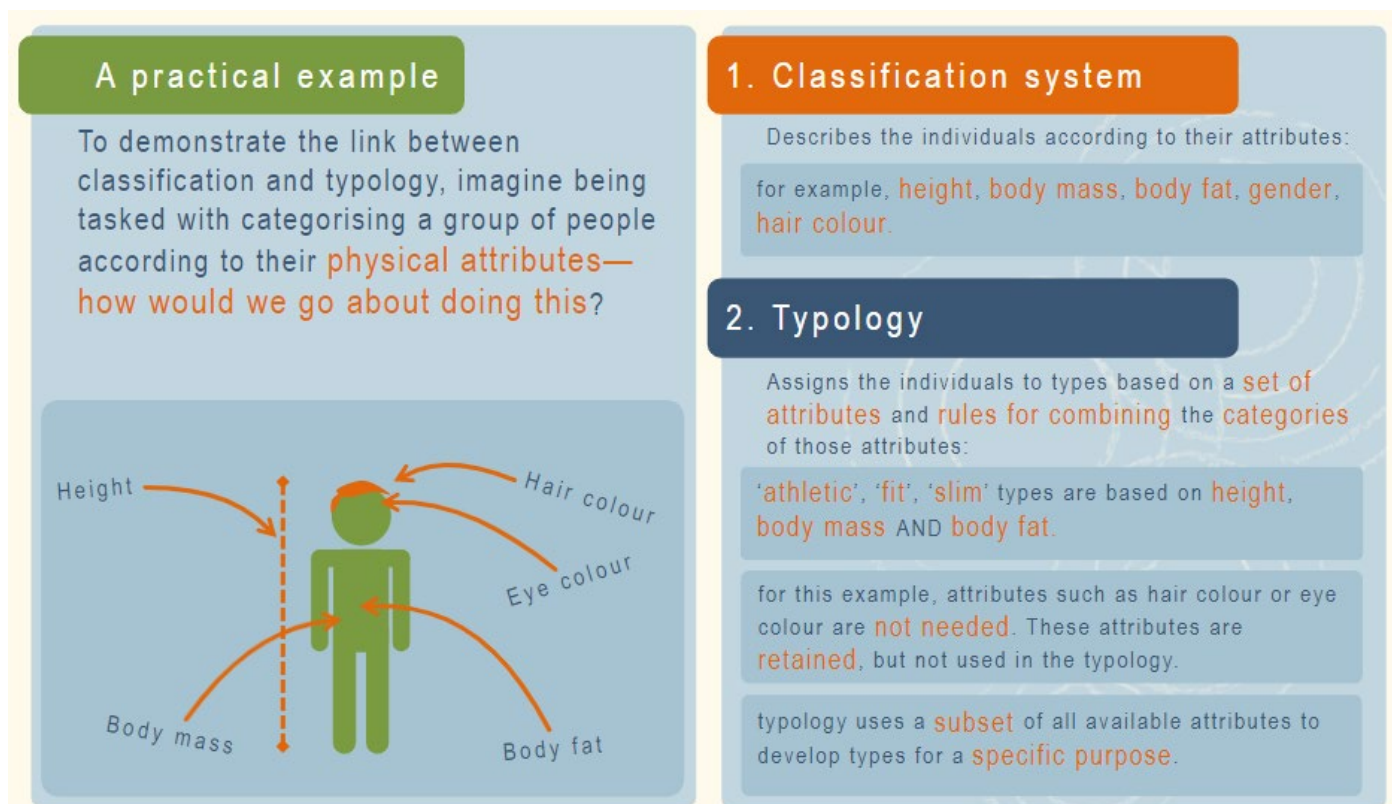 A practical example
To demonstrate the link between
classification and typology, imagine being
tasked with categorising a group of people
according to their physical attributes—
how would we go about doing this?
Height
Hair colour
Eye colour
Body mass
Body fat
1. Classification system
Describes the individuals according to their attributes:
for example, height, body mass, body fat, gender,
hair colour.
2. Typology
Assigns the individuals to types based on a set of
attributes and rules for combining the categories
of those attributes:
‘athletic’, ‘fit’, ‘slim’ types are based on height,
body mass AND body fat.
for this example, attributes such as hair colour or eye
colour are not needed. These attributes are
retained, but not used in the typology.
typology uses a subset of all available attributes to
develop types for a specific purpose.